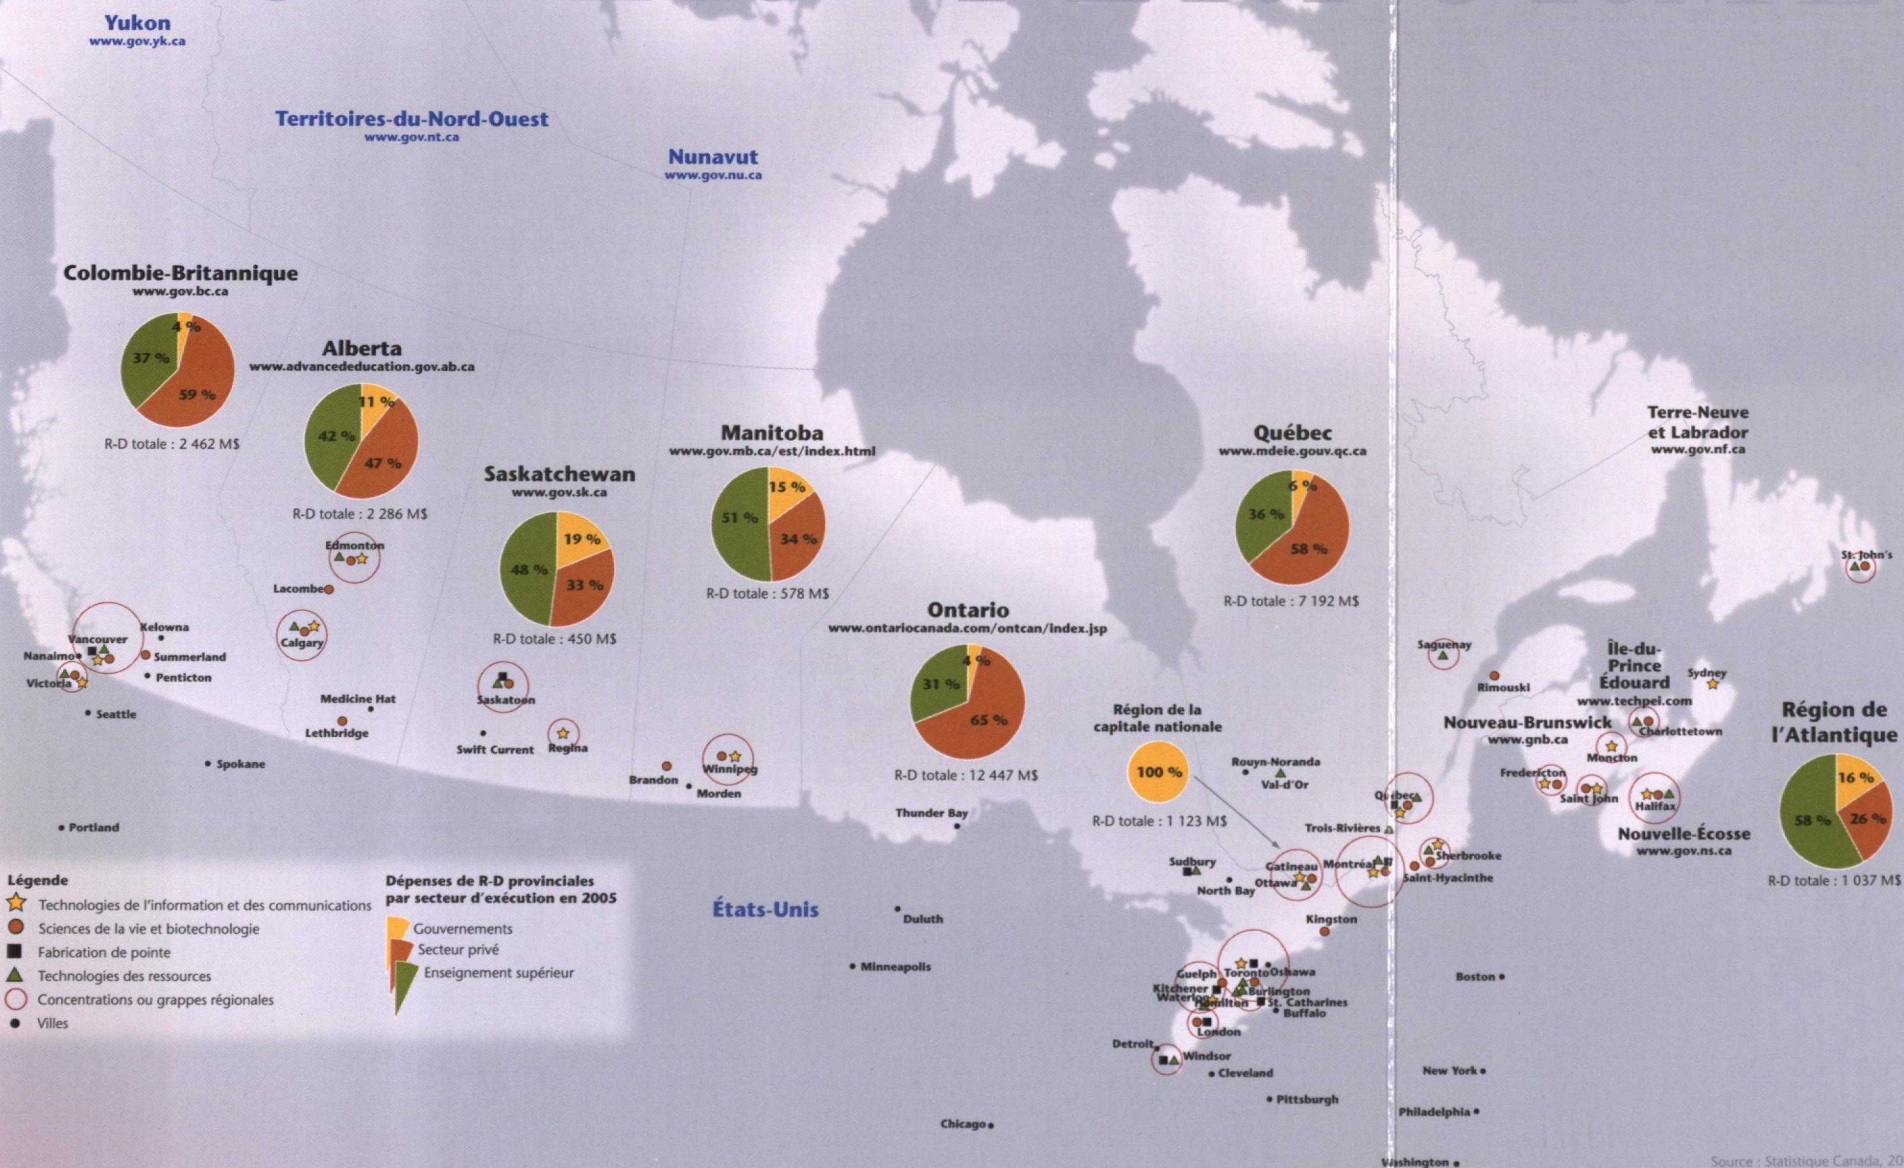 Yukon
www.gov.yk.ca
Territoires-du-Nord-Ouest
www.gov.nt.ca
Nunavut
www.gov.nu.ca
Colombie-Britannique
www.gov.bc.ca
4 %
37 %
59 %
R-D totale : 2 462 M$
Alberta
www.advancededucation.gov.ab.ca
11 %
42 %
47 %
R-D totale : 2 286 M$
Saskatchewan
www.gov.sk.ca
19 %
48 %
33 %
R-D totale : 450 M$
Manitoba
www.gov.mb.ca/est/index.html
15 %
51 %
34 %
R-D totale : 578 M$
Ontario
www.ontariocanada.com/ontcan/index.jsp
4 %
31 %
65 %
R-D totale : 12 447 M$
Québec
www.mdeie.gouv.qc.ca
6 %
36 %
58 %
R-D totale : 7 192 M$
Terre-Neuve
et Labrador
www.gov.nf.ca
St. John's
Région de la
capitale nationale
100 %
R-D totale : 1 123 M$
Île-du-
Prince
Édouard
www.techpei.com
Nouveau-Brunswick
www.gnb.ca
Nouvelle-Écosse
www.gov.ns.ca
Région de
l'Atlantique
16 %
58 %
26 %
R-D totale : 1 037 M$
Edmonton
Lacombe
Calgary
Medicine Hat
Lethbridge
Vancouver
Kelowna
Nanaimo
Summerland
Victoria
Penticton
Seattle
Spokane
Portland
Saskatoon
Swift Current
Regina
Brandon
Winnipeg
Morden
Thunder Bay
Rouyn-Noranda
Val-d'Or
Saguenay
Rimouski
Sydney
Charlottetown
Moncton
Fredericton
Saint John
Halifax
Québec
Trois-Rivières
Sherbrooke
Saint-Hyacinthe
Montréal
Gatineau
Ottawa
Sudbury
North Bay
Kingston
Guelph
Toronto
Oshawa
Kitchener
Waterloo
Hamilton
Burlington
St. Catharines
Buffalo
London
Detroit
Windsor
Cleveland
Pittsburgh
Chicago
Duluth
Minneapolis
États-Unis
Boston
New York
Philadelphia
Washington
Légende
Technologies de l'information et des communications
Sciences de la vie et biotechnologie
Fabrication de pointe
Technologies des ressources
Concentrations ou grappes régionales
Villes
Dépenses de R-D provinciales
par secteur d'exécution en 2005
Gouvernements
Secteur privé
Enseignement supérieur
Source : Statistique Canada,